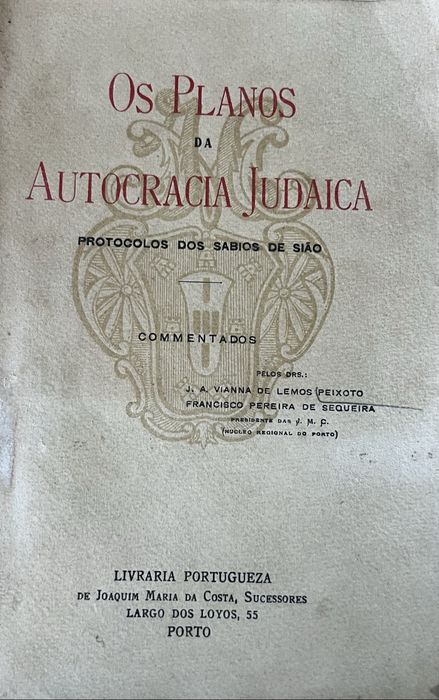 OS PLANOS
DA
AUTOCRACIA JUDAICA
PROTOCOLOS DOS SABIOS DE SIÃO
COMMENTADOS
PELOS DRS.:
J. A. VIANNA DE LEMOS PEIXOTO
FRANCISCO PEREIRA DE SEQUEIRA
PRESIDENTE DAS J. M. C.
(NUCLEO REGIONAL DO PORTO)
LIVRARIA PORTUGUEZA
DE JOAQUIM MARIA DA COSTA, SUCESSORES
LARGO DOS LOYOS, 55
PORTO